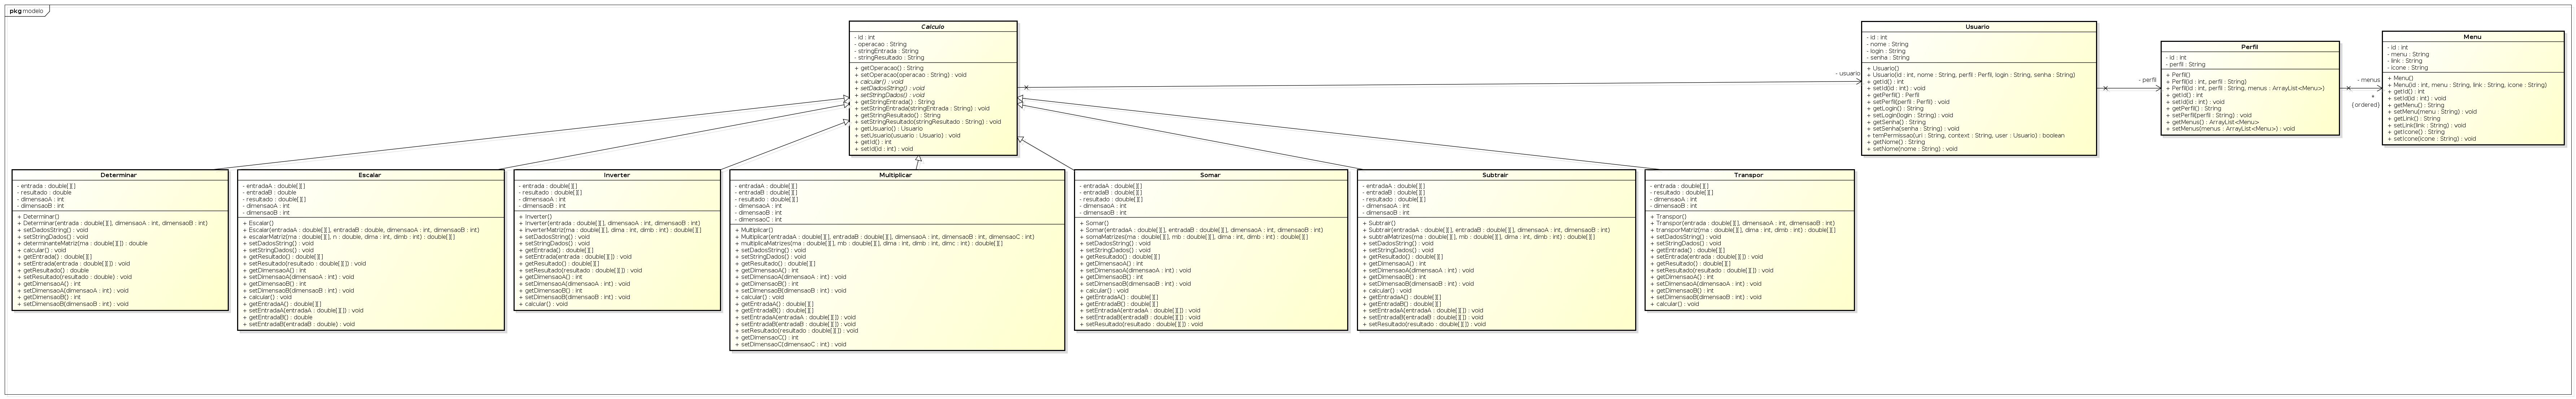 pkg modelo
Calculo
- id : int
- operacao : String
- stringEntrada : String
- stringResultado : String
+ getOperacao() : String
+ setOperacao(operacao : String) : void
+ calcular() : void
+ setDadosString() : void
+ setStringDados() : void
+ getStringEntrada() : String
+ setStringEntrada(stringEntrada : String) : void
+ getStringResultado() : String
+ setStringResultado(stringResultado : String) : void
+ getUsuario() : Usuario
+ setUsuario(usuario : Usuario) : void
+ getId() : int
+ setId(id : int) : void
- usuario
Usuario
- id : int
- nome : String
- login : String
- senha : String
+ Usuario()
+ Usuario(id : int, nome : String, perfil : Perfil, login : String, senha : String)
+ getId() : int
+ setId(id : int) : void
+ getPerfil() : Perfil
+ setPerfil(perfil : Perfil) : void
+ getLogin() : String
+ setLogin(login : String) : void
+ getSenha() : String
+ setSenha(senha : String) : void
+ temPermissao(uri : String, context : String, user : Usuario) : boolean
+ getNome() : String
+ setNome(nome : String) : void
- perfil
Perfil
- id : int
- perfil : String
+ Perfil()
+ Perfil(id : int, perfil : String)
+ Perfil(id : int, perfil : String, menus : ArrayList<Menu>)
+ getId() : int
+ setId(id : int) : void
+ getPerfil() : String
+ setPerfil(perfil : String) : void
+ getMenus() : ArrayList<Menu>
+ setMenus(menus : ArrayList<Menu>) : void
- menus
*
{ordered}
Menu
- id : int
- menu : String
- link : String
- icone : String
+ Menu()
+ Menu(id : int, menu : String, link : String, icone : String)
+ getId() : int
+ setId(id : int) : void
+ getMenu() : String
+ setMenu(menu : String) : void
+ getLink() : String
+ setLink(link : String) : void
+ getIcone() : String
+ setIcone(icone : String) : void
Determinar
- entrada : double[][]
- resultado : double
- dimensaoA : int
- dimensaoB : int
+ Determinar()
+ Determinar(entrada : double[][], dimensaoA : int, dimensaoB : int)
+ setDadosString() : void
+ setStringDados() : void
+ determinanteMatriz(ma : double[][]) : double
+ calcular() : void
+ getEntrada() : double[][]
+ setEntrada(entrada : double[][]) : void
+ getResultado() : double
+ setResultado(resultado : double) : void
+ getDimensaoA() : int
+ setDimensaoA(dimensaoA : int) : void
+ getDimensaoB() : int
+ setDimensaoB(dimensaoB : int) : void
Escalar
- entradaA : double[][]
- entradaB : double
- resultado : double[][]
- dimensaoA : int
- dimensaoB : int
+ Escalar()
+ Escalar(entradaA : double[][], entradaB : double, dimensaoA : int, dimensaoB : int)
+ escalarMatriz(ma : double[][], n : double, dima : int, dimb : int) : double[][]
+ setDadosString() : void
+ setStringDados() : void
+ getResultado() : double[][]
+ setResultado(resultado : double[][]) : void
+ getDimensaoA() : int
+ setDimensaoA(dimensaoA : int) : void
+ getDimensaoB() : int
+ setDimensaoB(dimensaoB : int) : void
+ calcular() : void
+ getEntradaA() : double[][]
+ setEntradaA(entradaA : double[][]) : void
+ getEntradaB() : double
+ setEntradaB(entradaB : double) : void
Inverter
- entrada : double[][]
- resultado : double[][]
- dimensaoA : int
- dimensaoB : int
+ Inverter()
+ Inverter(entrada : double[][], dimensaoA : int, dimensaoB : int)
+ inverterMatriz(ma : double[][], dima : int, dimb : int) : double[][]
+ setDadosString() : void
+ setStringDados() : void
+ getEntrada() : double[][]
+ setEntrada(entrada : double[][]) : void
+ getResultado() : double[][]
+ setResultado(resultado : double[][]) : void
+ getDimensaoA() : int
+ setDimensaoA(dimensaoA : int) : void
+ getDimensaoB() : int
+ setDimensaoB(dimensaoB : int) : void
+ calcular() : void
Multiplicar
- entradaA : double[][]
- entradaB : double[][]
- resultado : double[][]
- dimensaoA : int
- dimensaoB : int
- dimensaoC : int
+ Multiplicar()
+ Multiplicar(entradaA : double[][], entradaB : double[][], dimensaoA : int, dimensaoB : int, dimensaoC : int)
+ multiplicaMatrizes(ma : double[][], mb : double[][], dima : int, dimb : int, dimc : int) : double[][]
+ setDadosString() : void
+ setStringDados() : void
+ getResultado() : double[][]
+ getDimensaoA() : int
+ setDimensaoA(dimensaoA : int) : void
+ getDimensaoB() : int
+ setDimensaoB(dimensaoB : int) : void
+ calcular() : void
+ getEntradaA() : double[][]
+ getEntradaB() : double[][]
+ setEntradaA(entradaA : double[][]) : void
+ setEntradaB(entradaB : double[][]) : void
+ setResultado(resultado : double[][]) : void
+ getDimensaoC() : int
+ setDimensaoC(dimensaoC : int) : void
Somar
- entradaA : double[][]
- entradaB : double[][]
- resultado : double[][]
- dimensaoA : int
- dimensaoB : int
+ Somar()
+ Somar(entradaA : double[][], entradaB : double[][], dimensaoA : int, dimensaoB : int)
+ somaMatrizes(ma : double[][], mb : double[][], dima : int, dimb : int) : double[][]
+ setDadosString() : void
+ setStringDados() : void
+ getResultado() : double[][]
+ getDimensaoA() : int
+ setDimensaoA(dimensaoA : int) : void
+ getDimensaoB() : int
+ setDimensaoB(dimensaoB : int) : void
+ calcular() : void
+ getEntradaA() : double[][]
+ getEntradaB() : double[][]
+ setEntradaA(entradaA : double[][]) : void
+ setEntradaB(entradaB : double[][]) : void
+ setResultado(resultado : double[][]) : void
Subtrair
- entradaA : double[][]
- entradaB : double[][]
- resultado : double[][]
- dimensaoA : int
- dimensaoB : int
+ Subtrair()
+ Subtrair(entradaA : double[][], entradaB : double[][], dimensaoA : int, dimensaoB : int)
+ subtraiMatrizes(ma : double[][], mb : double[][], dima : int, dimb : int) : double[][]
+ setDadosString() : void
+ setStringDados() : void
+ getResultado() : double[][]
+ getDimensaoA() : int
+ setDimensaoA(dimensaoA : int) : void
+ getDimensaoB() : int
+ setDimensaoB(dimensaoB : int) : void
+ calcular() : void
+ getEntradaA() : double[][]
+ getEntradaB() : double[][]
+ setEntradaA(entradaA : double[][]) : void
+ setEntradaB(entradaB : double[][]) : void
+ setResultado(resultado : double[][]) : void
Transpor
- entrada : double[][]
- resultado : double[][]
- dimensaoA : int
- dimensaoB : int
+ Transpor()
+ Transpor(entrada : double[][], dimensaoA : int, dimensaoB : int)
+ transporMatriz(ma : double[][], dima : int, dimb : int) : double[][]
+ setDadosString() : void
+ setStringDados() : void
+ getEntrada() : double[][]
+ setEntrada(entrada : double[][]) : void
+ getResultado() : double[][]
+ setResultado(resultado : double[][]) : void
+ getDimensaoA() : int
+ setDimensaoA(dimensaoA : int) : void
+ getDimensaoB() : int
+ setDimensaoB(dimensaoB : int) : void
+ calcular() : void